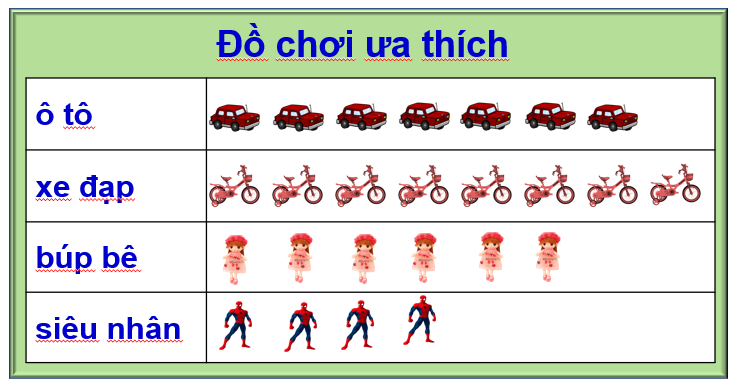 Đồ chơi ưa thích
ô tô
xe đạp
búp bê
siêu nhân